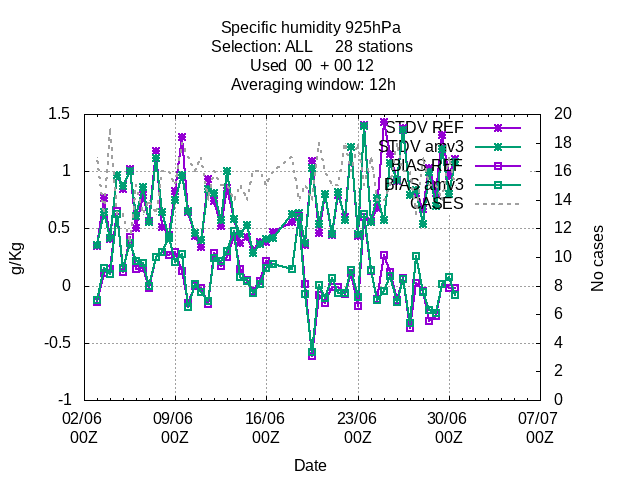 Specific humidity 925hPa
Selection: ALL 28 stations
Used 00 + 00 12
Averaging window: 12h
1.5
1
0.5
0
-0.5
-1
g/Kg
20
18
16
14
12
10
8
6
4
2
0
No cases
STDV REF
STDV amv3
BIAS REF
BIAS amv3
CASES
02/06 09/06 16/06 23/06 30/06 07/07
00Z 00Z 00Z 00Z 00Z 00Z
Date